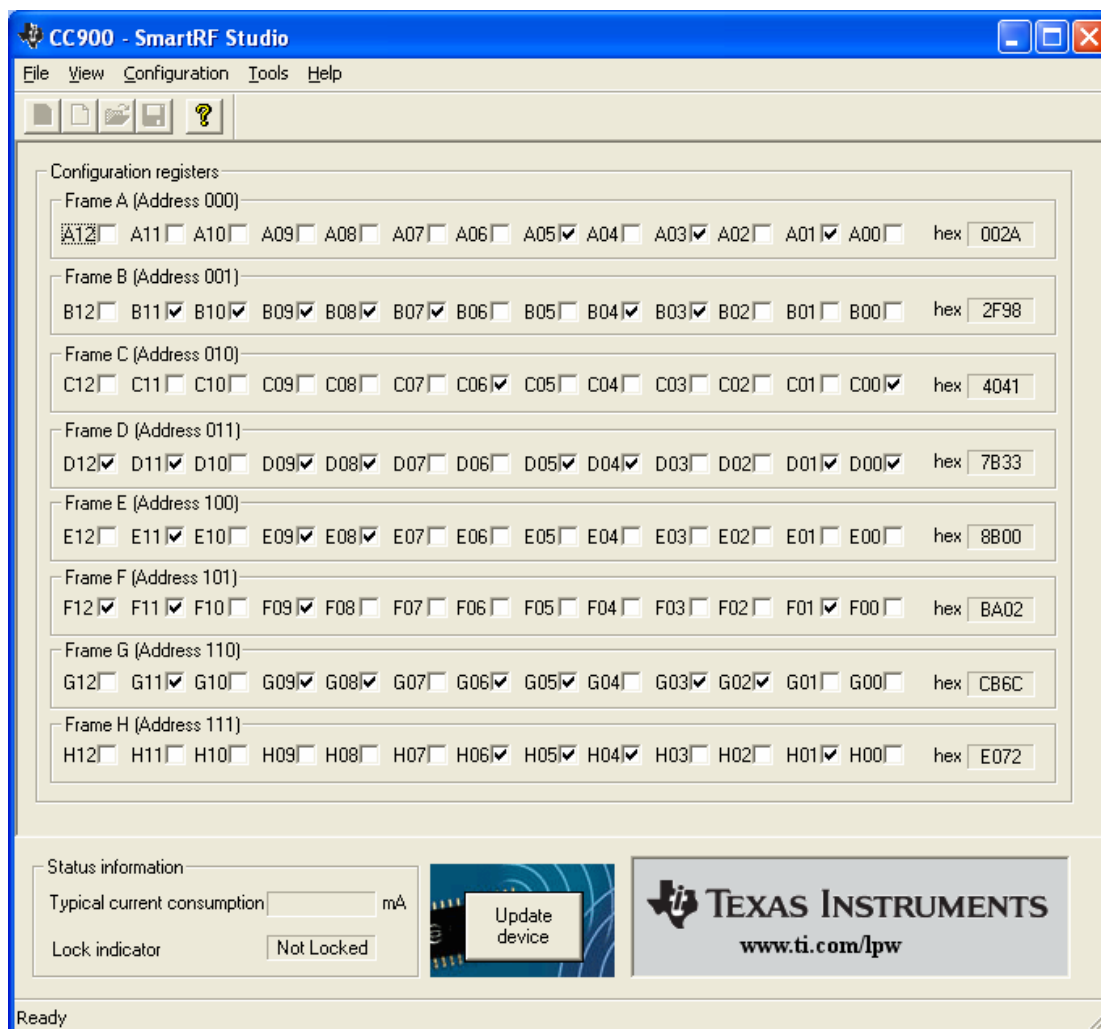 CC900 - SmartRF Studio
File View Configuration Tools Help
?
Configuration registers
Frame A (Address 000)
A12 A11 A10 A09 A08 A07 A06 A05 A04 A03 A02 A01 A00 hex 002A
Frame B (Address 001)
B12 B11 B10 B09 B08 B07 B06 B05 B04 B03 B02 B01 B00 hex 2F98
Frame C (Address 010)
C12 C11 C10 C09 C08 C07 C06 C05 C04 C03 C02 C01 C00 hex 4041
Frame D (Address 011)
D12 D11 D10 D09 D08 D07 D06 D05 D04 D03 D02 D01 D00 hex 7B33
Frame E (Address 100)
E12 E11 E10 E09 E08 E07 E06 E05 E04 E03 E02 E01 E00 hex 8B00
Frame F (Address 101)
F12 F11 F10 F09 F08 F07 F06 F05 F04 F03 F02 F01 F00 hex BA02
Frame G (Address 110)
G12 G11 G10 G09 G08 G07 G06 G05 G04 G03 G02 G01 G00 hex CB6C
Frame H (Address 111)
H12 H11 H10 H09 H08 H07 H06 H05 H04 H03 H02 H01 H00 hex E072
Status information
Typical current consumption mA
Lock indicator Not Locked
Update
device
TEXAS INSTRUMENTS
www.ti.com/lpw
Ready